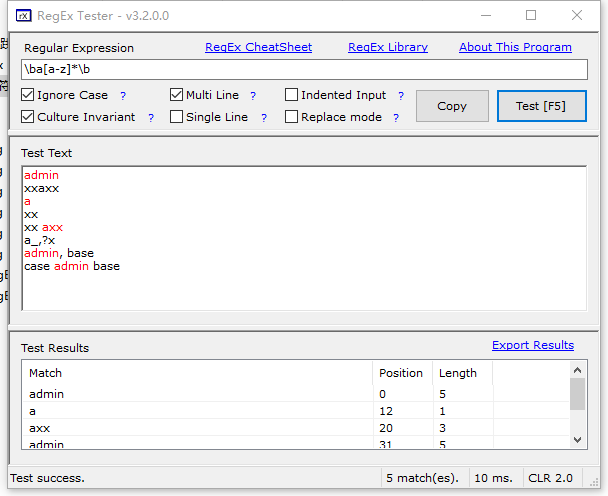 rX RegEx Tester - v3.2.0.0
Regular Expression RegEx CheatSheet RegEx Library About This Program
\ba[a-z]*\b
Ignore Case ? Multi Line ? Indented Input ?
Culture Invariant ? Single Line ? Replace mode ?
Copy Test [F5]
Test Text
admin
xxaxx
a
xx
xx axx
a_,?x
admin, base
case admin base
Test Results Export Results
Match Position Length
admin 0 5
a 12 1
axx 20 3
admin 31 5
Test success. 5 match(es). 10 ms. CLR 2.0